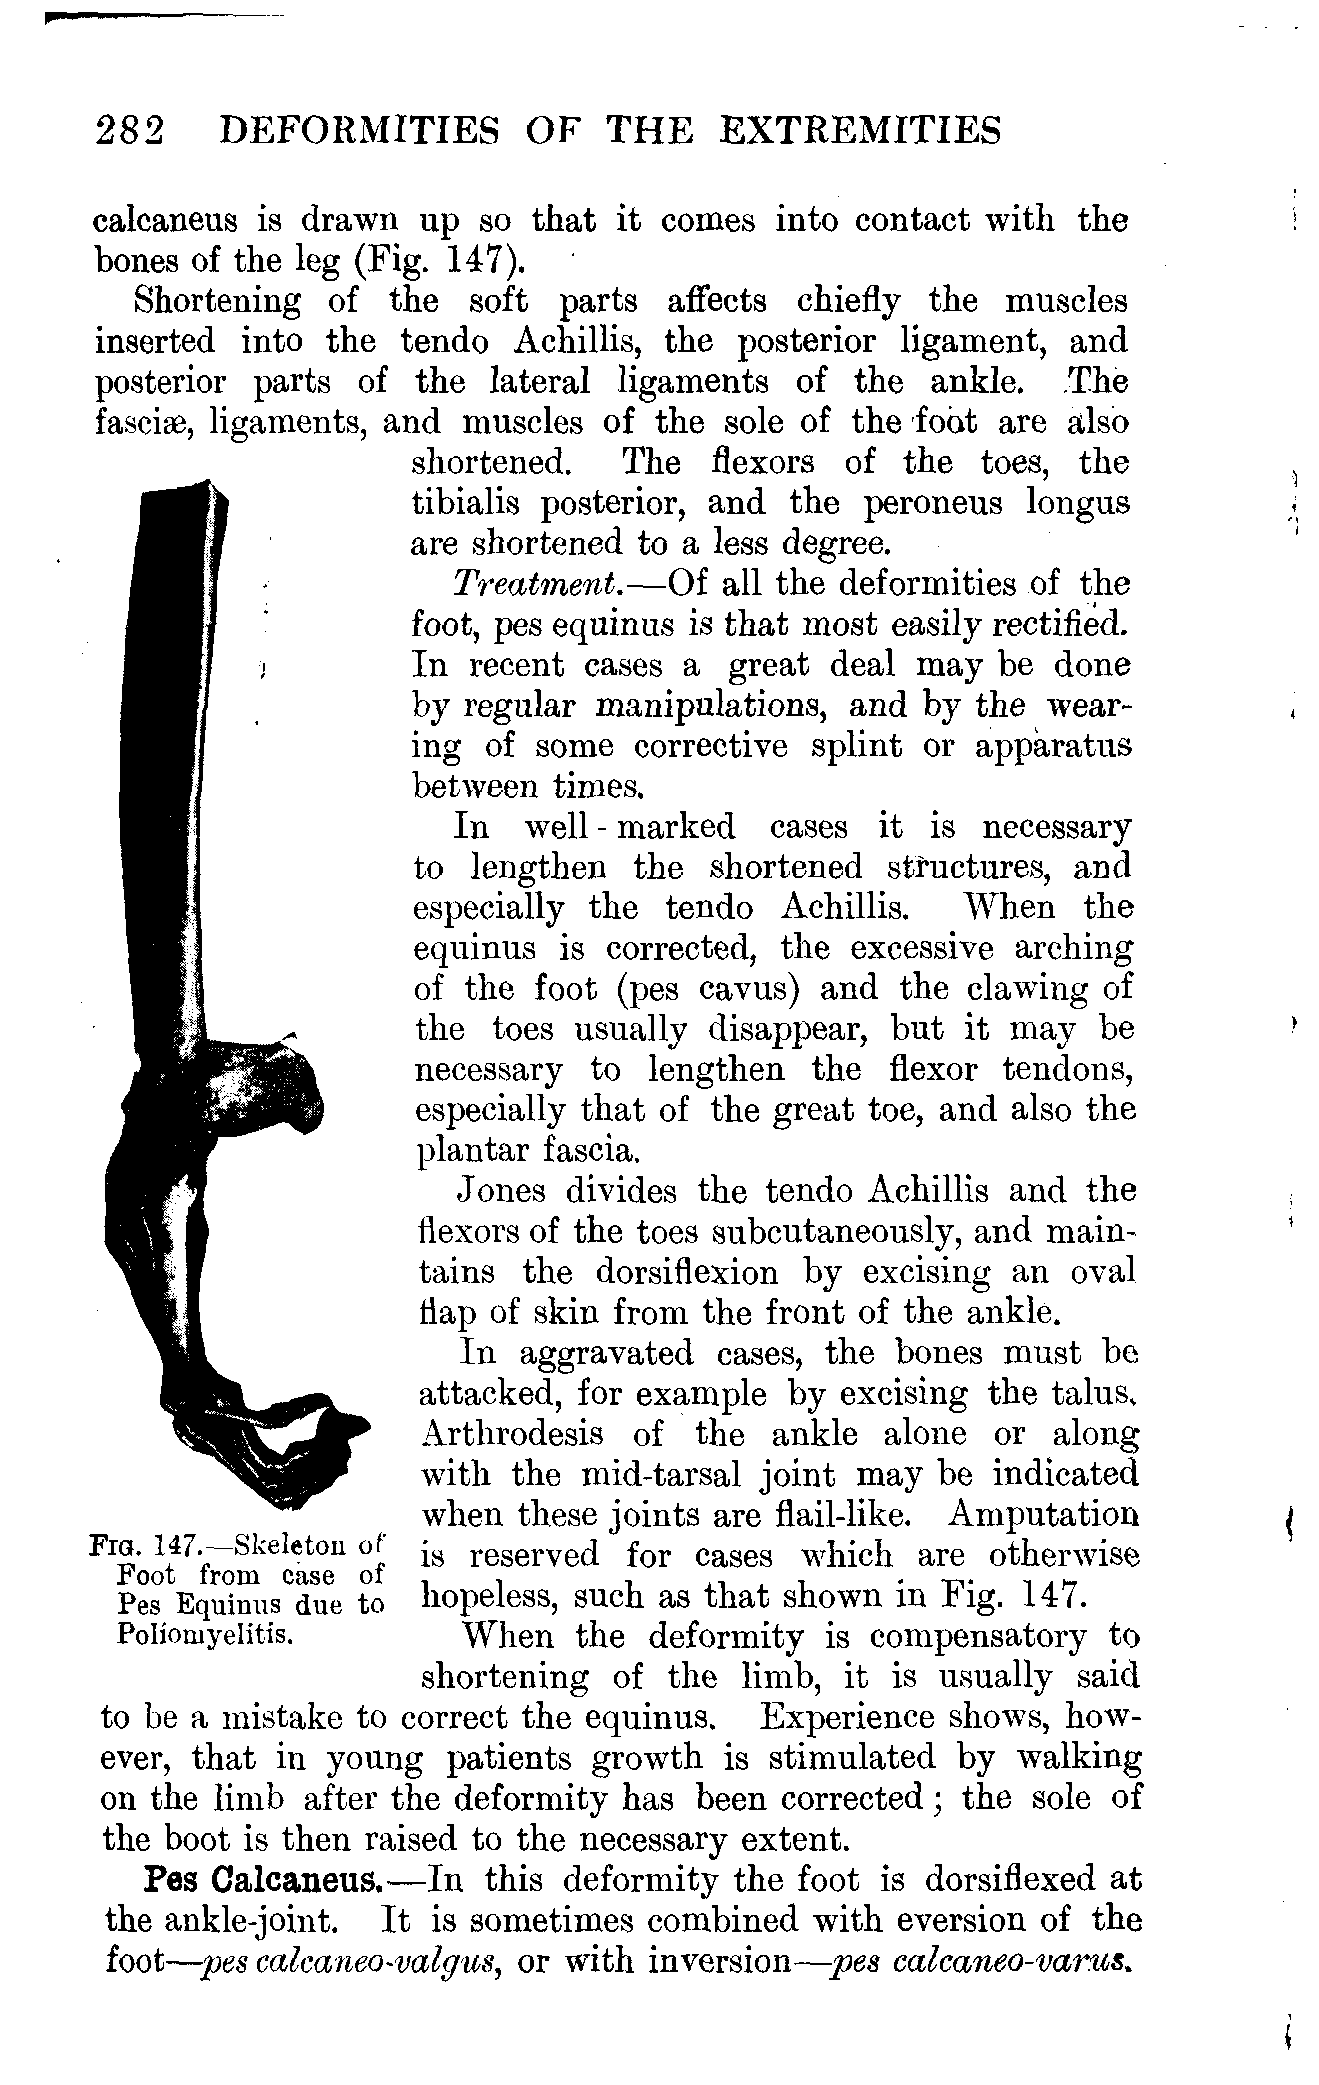 282 DEFORMITIES OF THE EXTREMITIES
calcaneus is drawn up so that it comes into contact with the
bones of the leg (Fig. 147).
Shortening of the soft parts affects chiefly the muscles
inserted into the tendo Achillis, the posterior ligament, and
posterior parts of the lateral ligaments of the ankle. The
fasciæ, ligaments, and muscles of the sole of the foot are also
shortened. The flexors of the toes, the
tibialis posterior, and the peroneus longus
are shortened to a less degree.
Treatment.—Of all the deformities of the
foot, pes equinus is that most easily rectified.
In recent cases a great deal may be done
by regular manipulations, and by the wear-
ing of some corrective splint or apparatus
between times.
In well-marked cases it is necessary
to lengthen the shortened structures, and
especially the tendo Achillis. When the
equinus is corrected, the excessive arching
of the foot (pes cavus) and the clawing of
the toes usually disappear, but it may be
necessary to lengthen the flexor tendons,
especially that of the great toe, and also the
plantar fascia.
Jones divides the tendo Achillis and the
flexors of the toes subcutaneously, and main-
tains the dorsiflexion by excising an oval
flap of skin from the front of the ankle.
In aggravated cases, the bones must be
attacked, for example by excising the talus.
Arthrodesis of the ankle alone or along
with the mid-tarsal joint may be indicated
when these joints are flail-like. Amputation
is reserved for cases which are otherwise
hopeless, such as that shown in Fig. 147.
When the deformity is compensatory to
shortening of the limb, it is usually said
to be a mistake to correct the equinus. Experience shows, how-
ever, that in young patients growth is stimulated by walking
on the limb after the deformity has been corrected; the sole of
the boot is then raised to the necessary extent.
Pes Calcaneus.—In this deformity the foot is dorsiflexed at
the ankle-joint. It is sometimes combined with eversion of the
foot—pes calcaneo-valgus, or with inversion—pes calcaneo-varus.
FIG. 147.—Skeleton of
Foot from case of
Pes Equinus due to
Poliomyelitis.